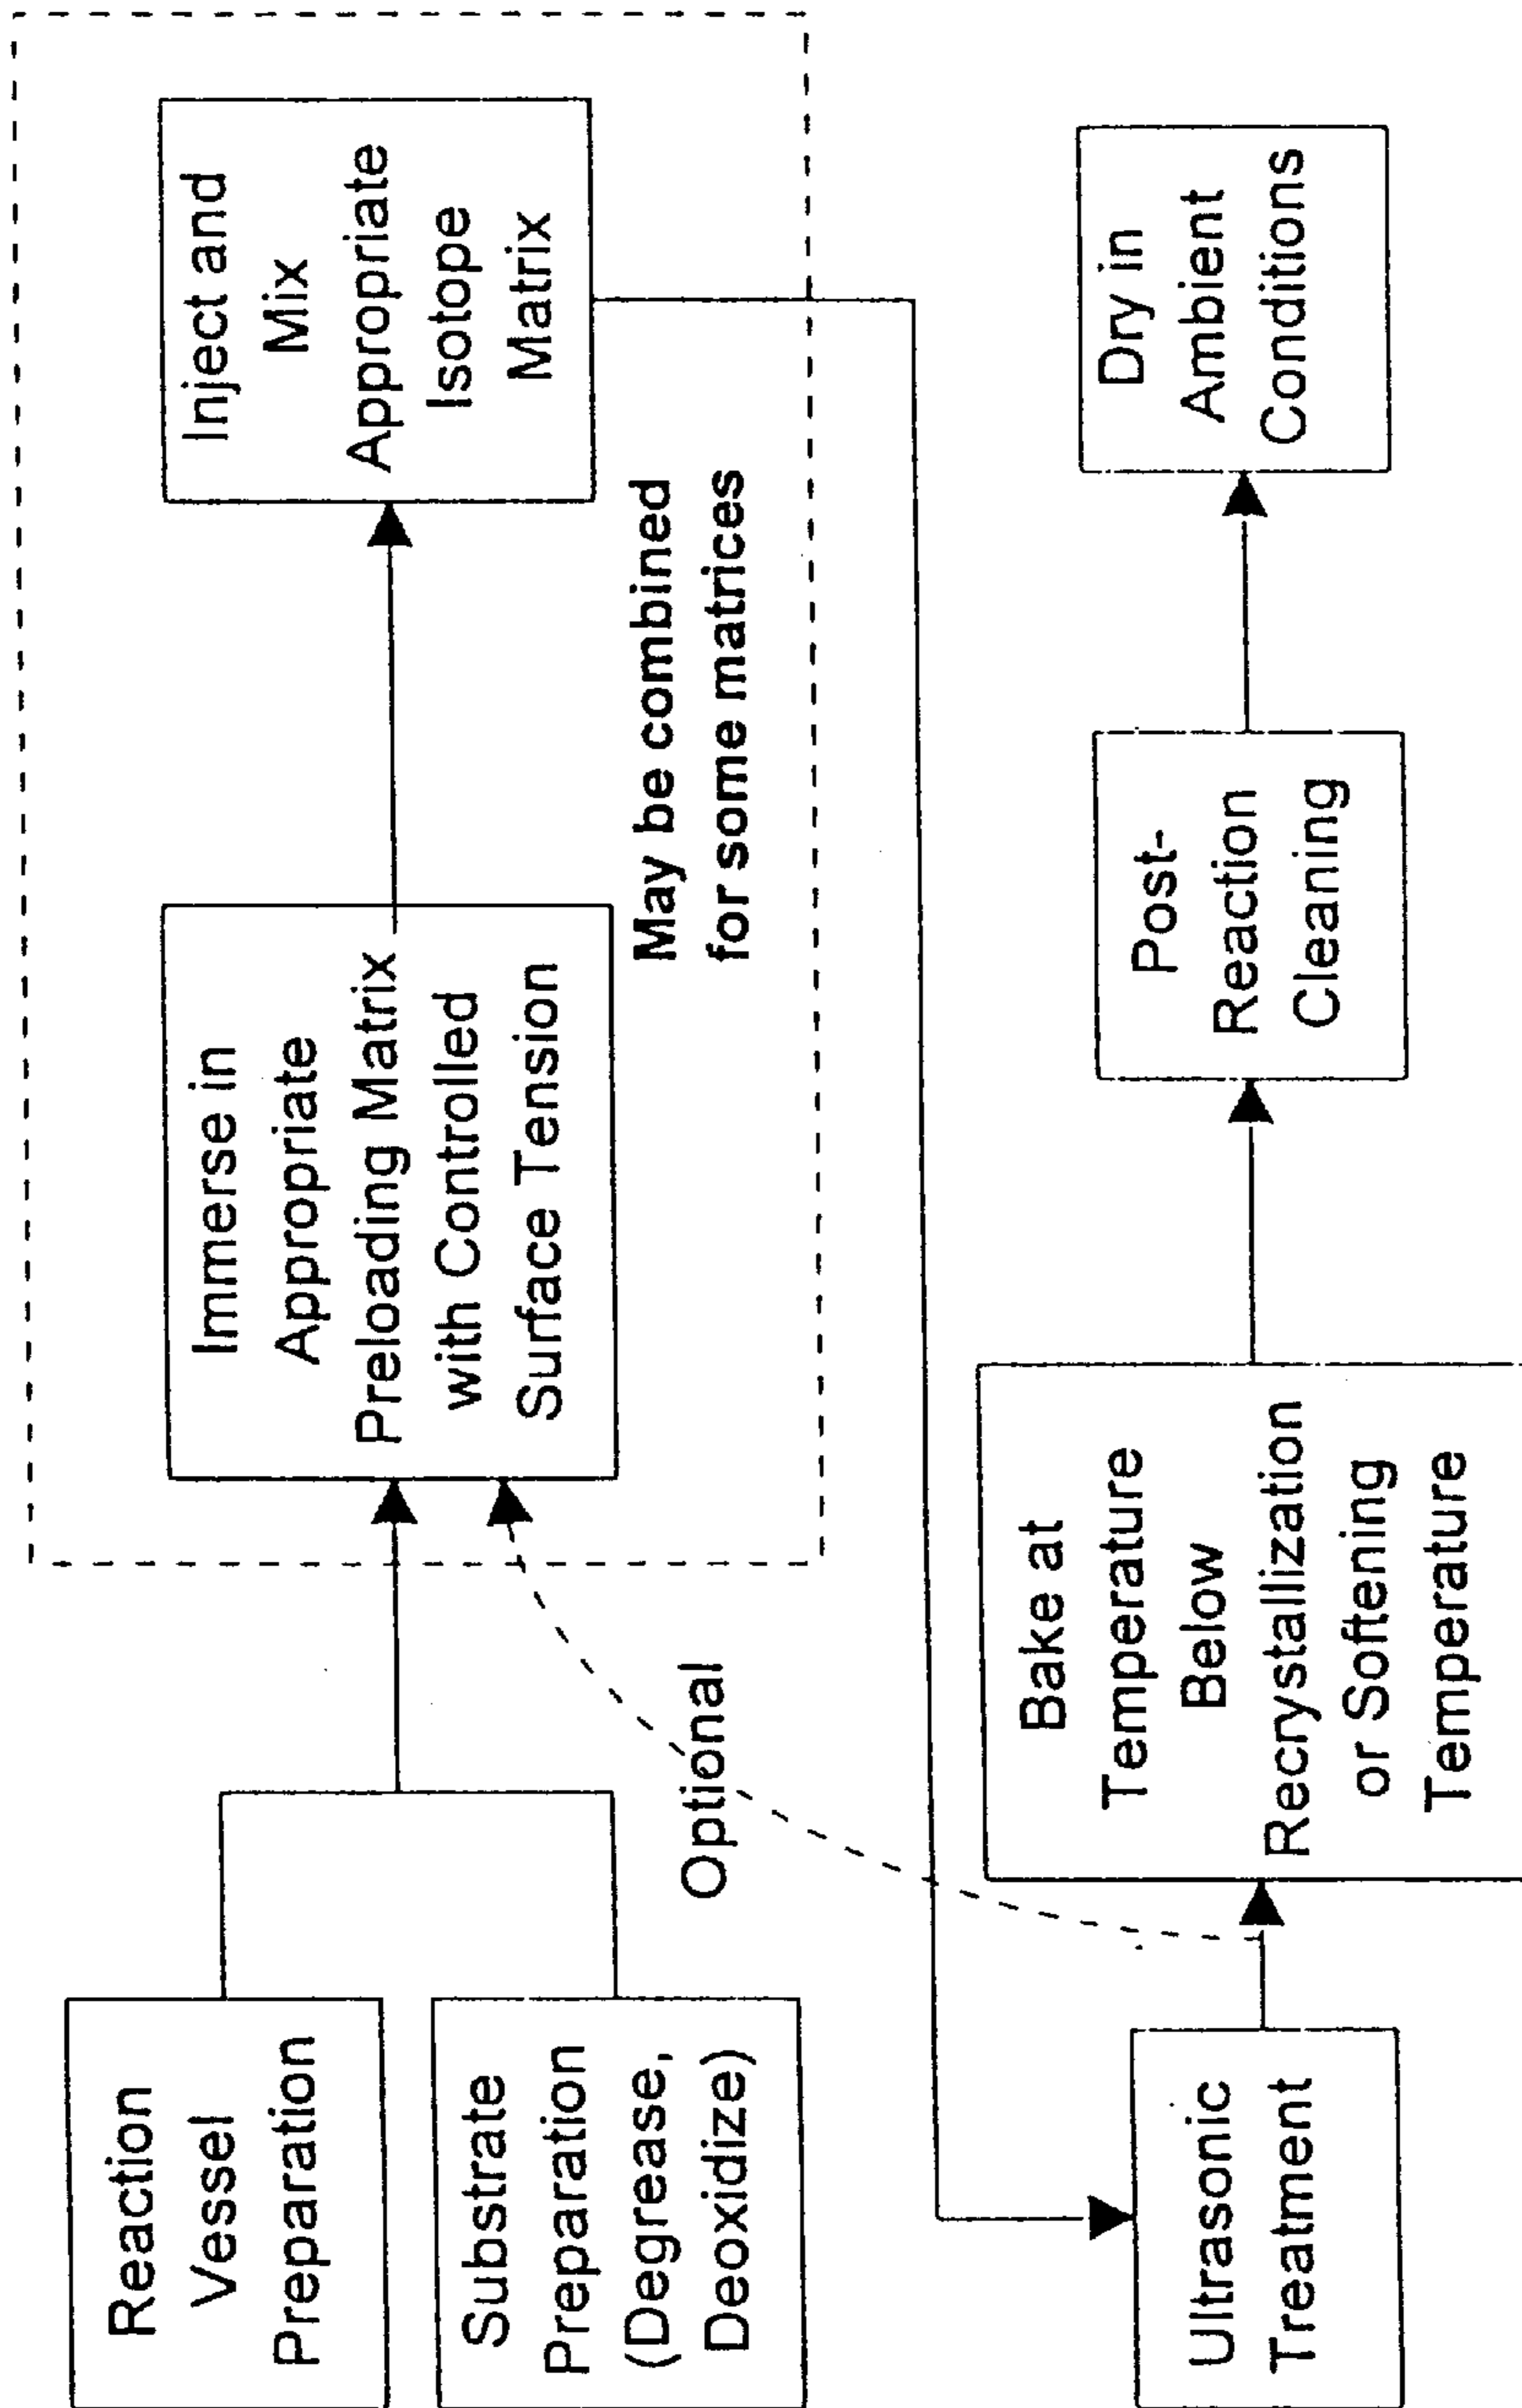 Reaction
Vessel
Preparation
Substrate
Preparation
(Degrease,
Deoxidize)
Immerse in
Appropriate
Preloading Matrix
with Controlled
Surface Tension
Inject and
Mix
Appropriate
Isotope
Matrix
May be combined
for some matrices
Optional
Ultrasonic
Treatment
Bake at
Temperature
Below
Recrystallization
or Softening
Temperature
Post-
Reaction
Cleaning
Dry in
Ambient
Conditions